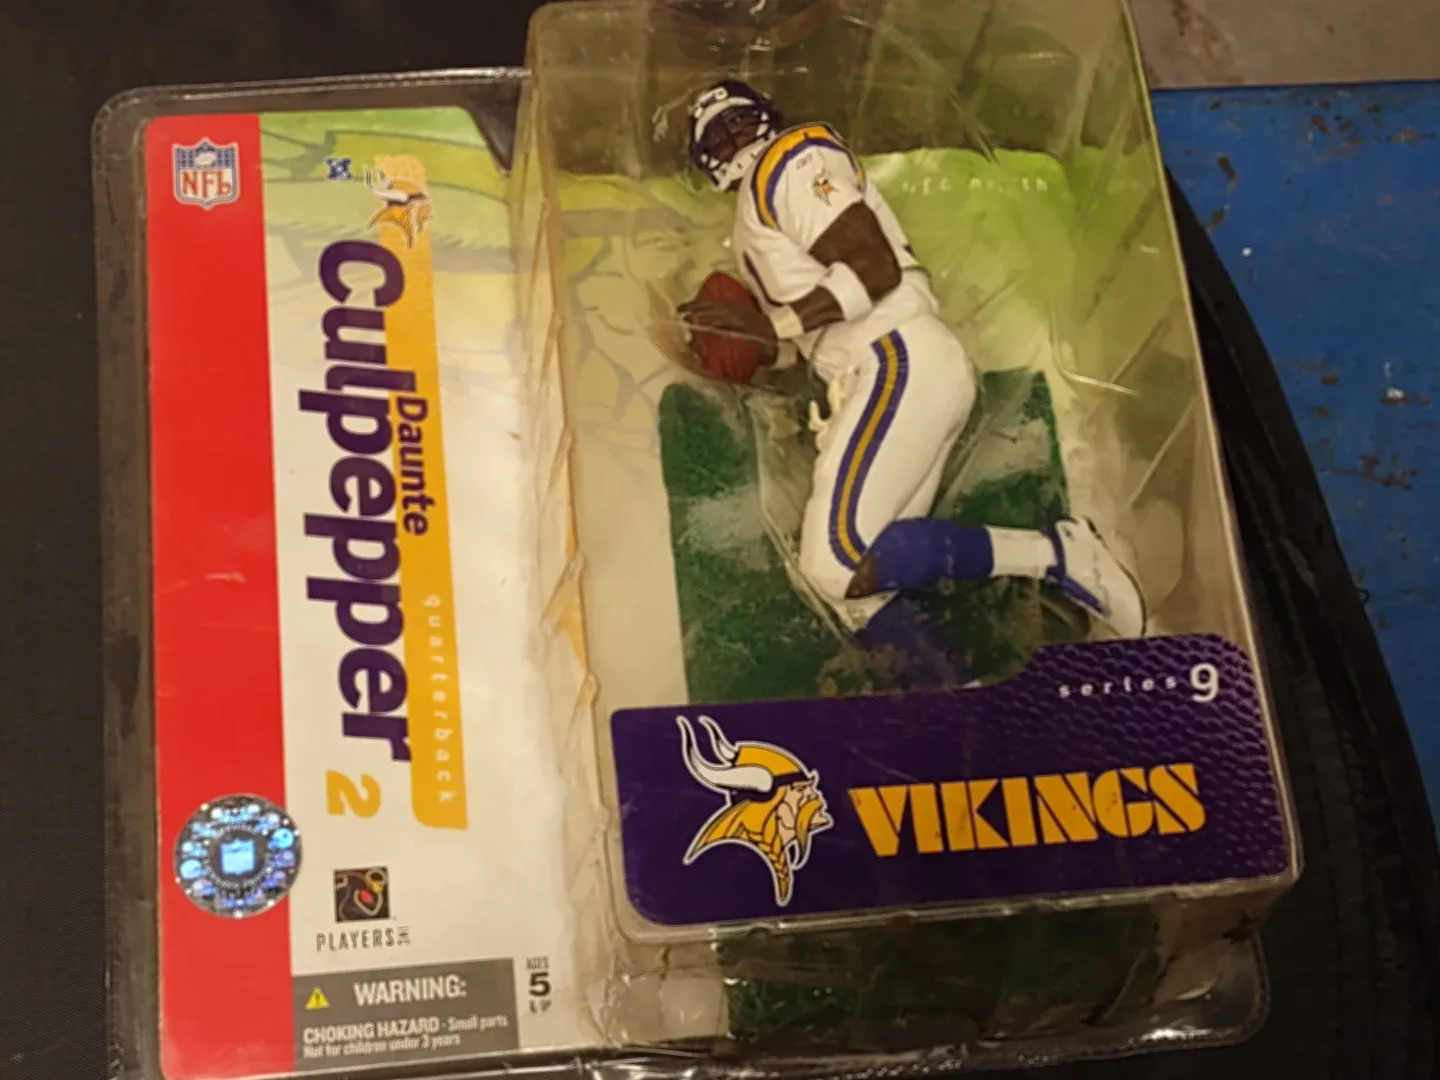 NFL
Daunte
Culpepper 2
quarterback
PLAYERS INC
WARNING:
CHOKING HAZARD - Small parts
Not for children under 3 years
AGES
5
& UP
series 9
VIKINGS